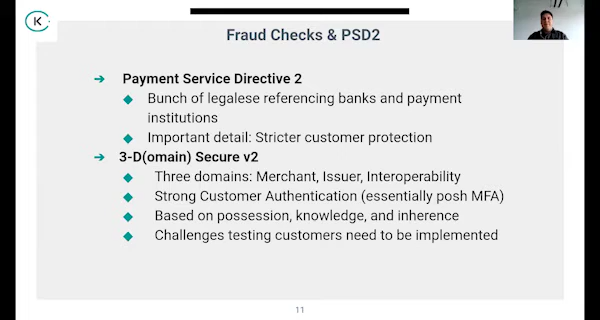 K
Fraud Checks & PSD2
Payment Service Directive 2
Bunch of legalese referencing banks and payment
institutions
Important detail: Stricter customer protection
3-D(omain) Secure v2
Three domains: Merchant, Issuer, Interoperability
Strong Customer Authentication (essentially posh MFA)
Based on possession, knowledge, and inherence
Challenges testing customers need to be implemented
11